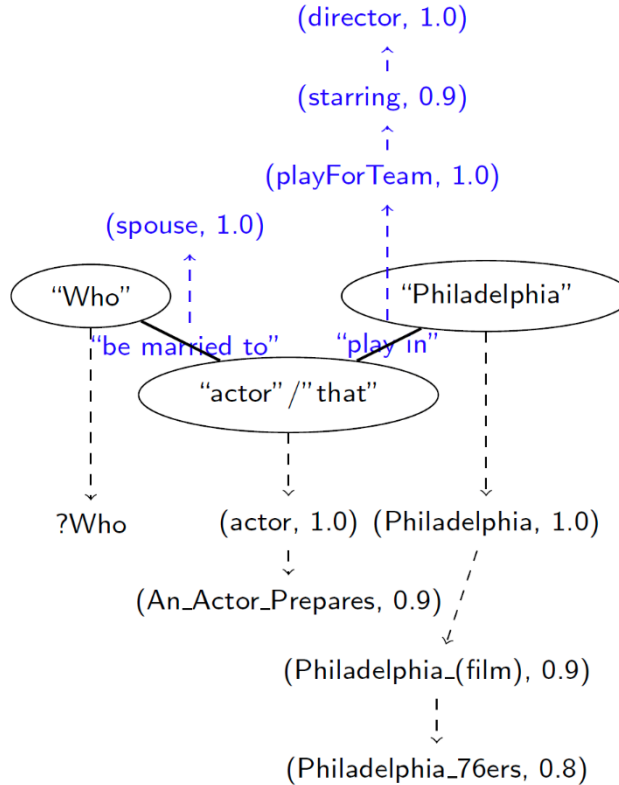 (director, 1.0)
(starring, 0.9)
(playForTeam, 1.0)
(spouse, 1.0)
“Who”
“Philadelphia”
“be married to”
“play in”
“actor”/”that”
?Who
(actor, 1.0)
(Philadelphia, 1.0)
(An_Actor_Prepares, 0.9)
(Philadelphia_(film), 0.9)
(Philadelphia_76ers, 0.8)